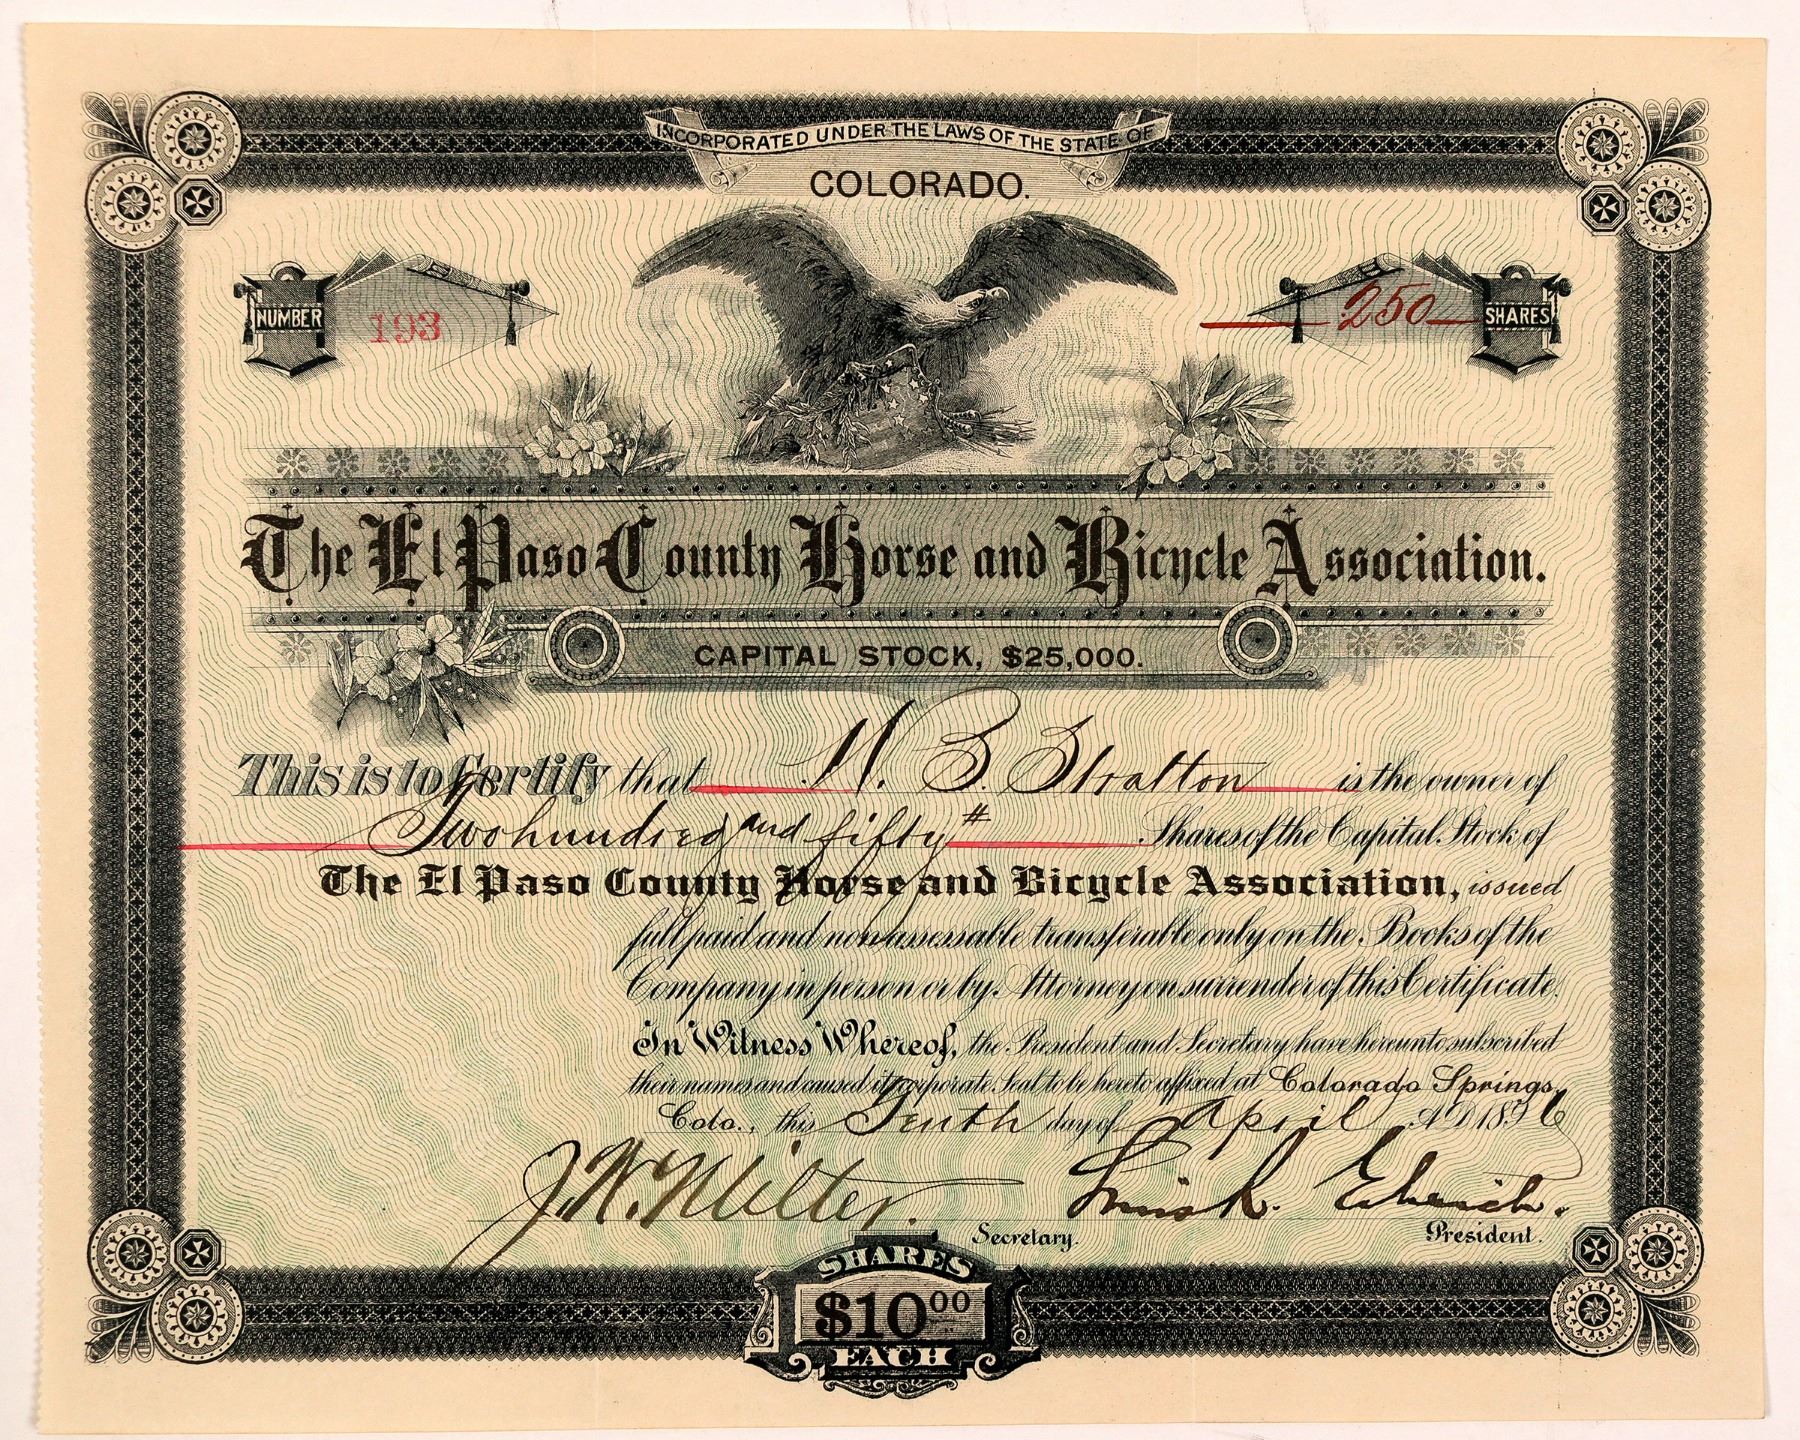 INCORPORATED UNDER THE LAWS OF THE STATE OF
COLORADO.
NUMBER 193
250 SHARES
The El Paso County Horse and Bicycle Association.
CAPITAL STOCK, $25,000.
This is to Certify that W. S. Stratton is the owner of
Two hundred and fifty # Shares of the Capital Stock of
The El Paso County Horse and Bicycle Association, issued
full paid and non assessable transferable only on the Books of the
Company in person or by Attorney on surrender of this Certificate.
In Witness Whereof, the President and Secretary have hereunto subscribed
their names and caused its corporate Seal to be hereto affixed at Colorado Springs,
Colo., this Tenth day of April A.D. 1896
J. W. Miller. Louis R. Ehrich.
Secretary. President.
SHARES
$10.00
EACH